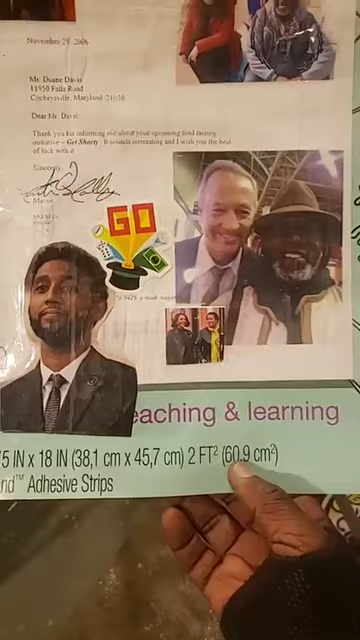 November 29, 2006
Mr. Duane Davis
11950 Falls Road
Cockeysville, Maryland 21030
Dear Mr. Davis
Thank you for informing me about your upcoming fund raising
initiative – Get Shorty. It sounds interesting and I wish you the best
of luck with it
Sincerely,
Mayor
GO
eaching & learning
5 IN x 18 IN (38,1 cm x 45,7 cm) 2 FT² (60.9 cm²)
nd™ Adhesive Strips